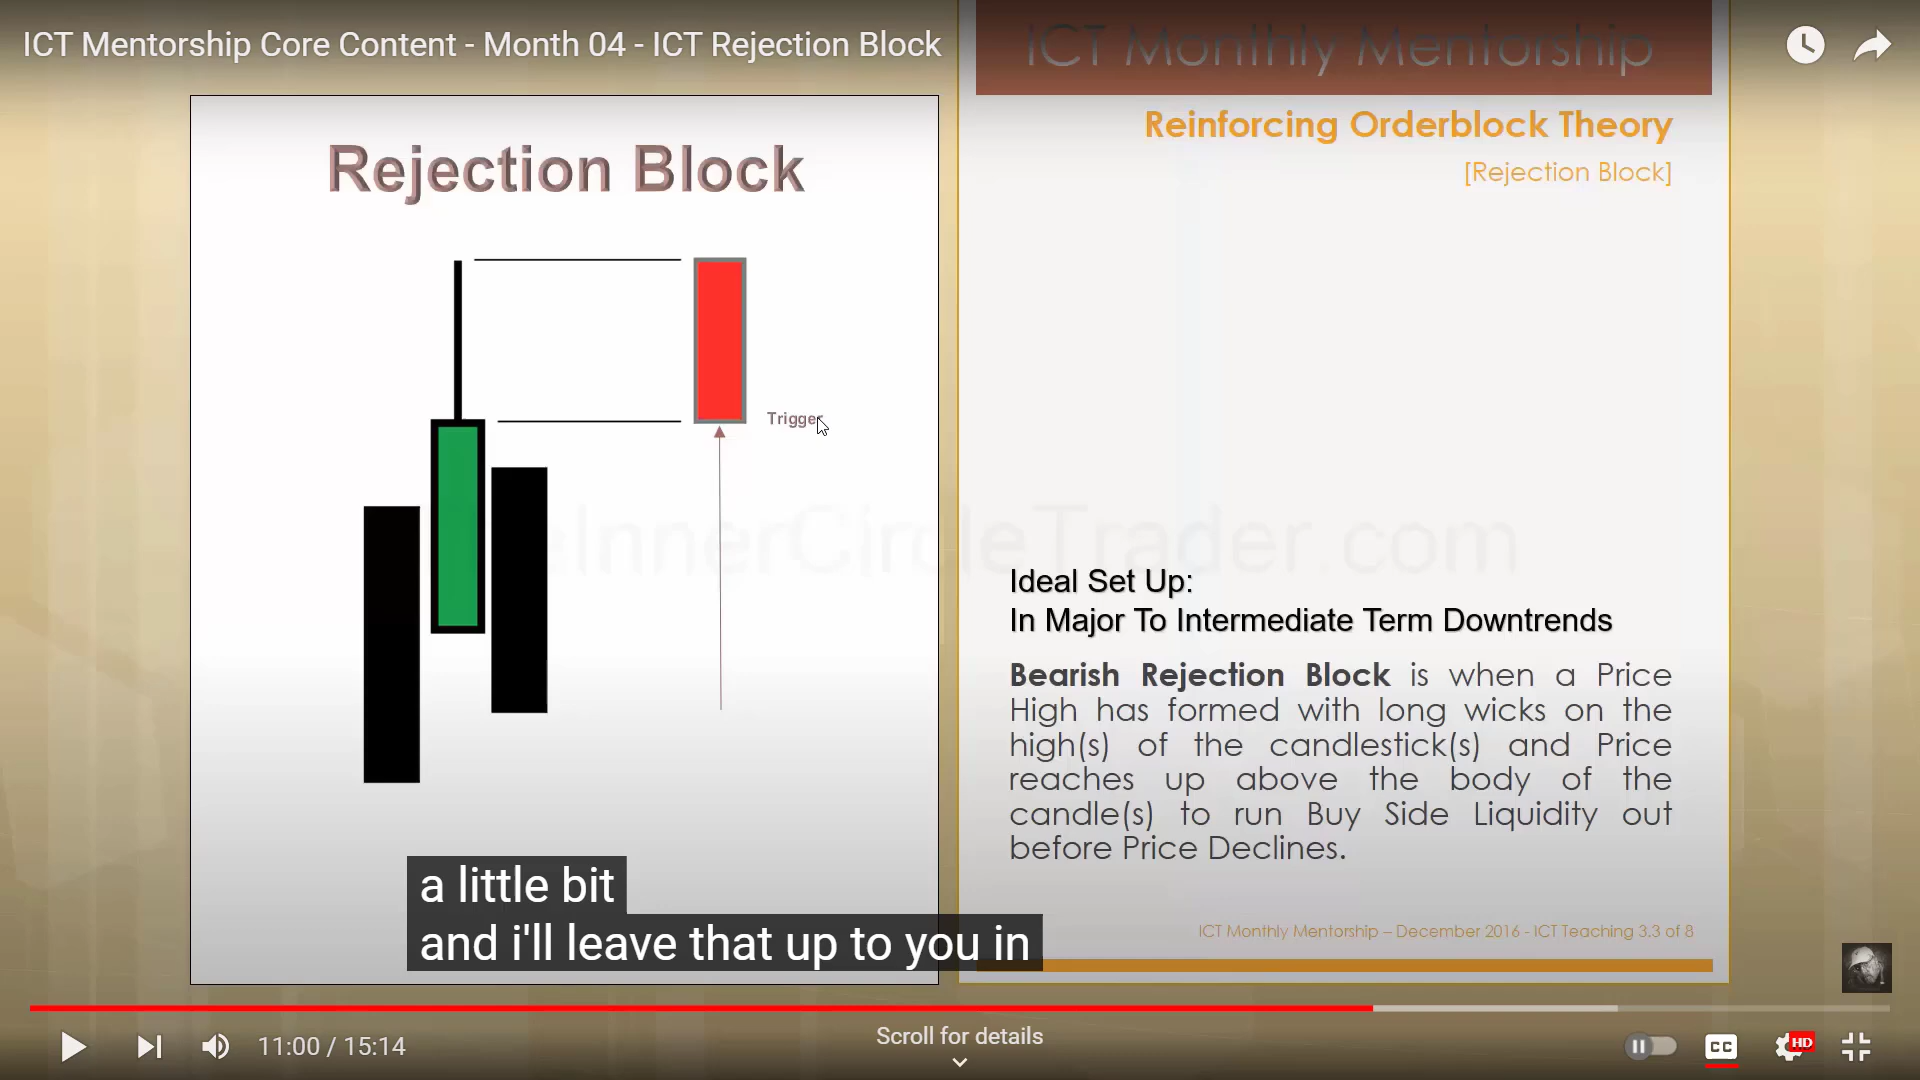 ICT Mentorship Core Content - Month 04 - ICT Rejection Block
ICT Monthly Mentorship
Rejection Block
Trigger
Reinforcing Orderblock Theory
[Rejection Block]
InnerCircleTrader.com
Ideal Set Up:
In Major To Intermediate Term Downtrends
Bearish Rejection Block is when a Price
High has formed with long wicks on the
high(s) of the candlestick(s) and Price
reaches up above the body of the
candle(s) to run Buy Side Liquidity out
before Price Declines.
ICT Monthly Mentorship – December 2016 - ICT Teaching 3.3 of 8
a little bit
and i'll leave that up to you in
11:00 / 15:14
Scroll for details
CC
HD